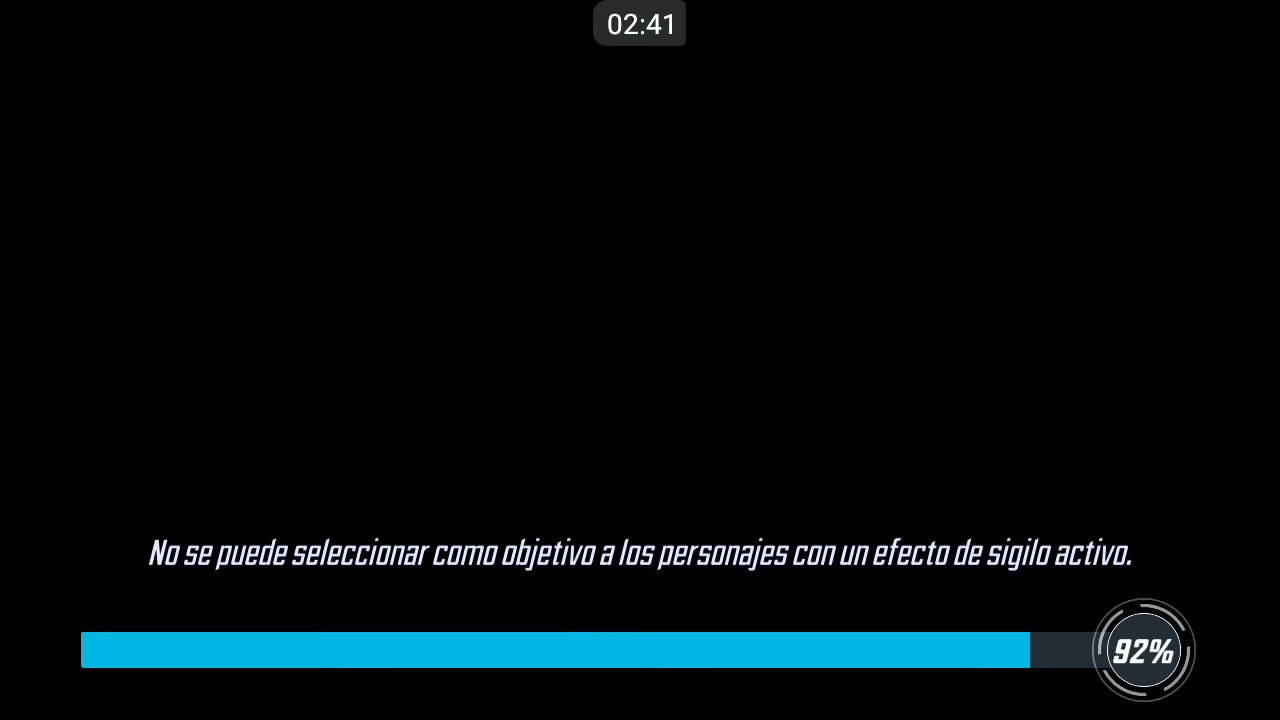 02:41
No se puede seleccionar como objetivo a los personajes con un efecto de sigilo activo.
92%